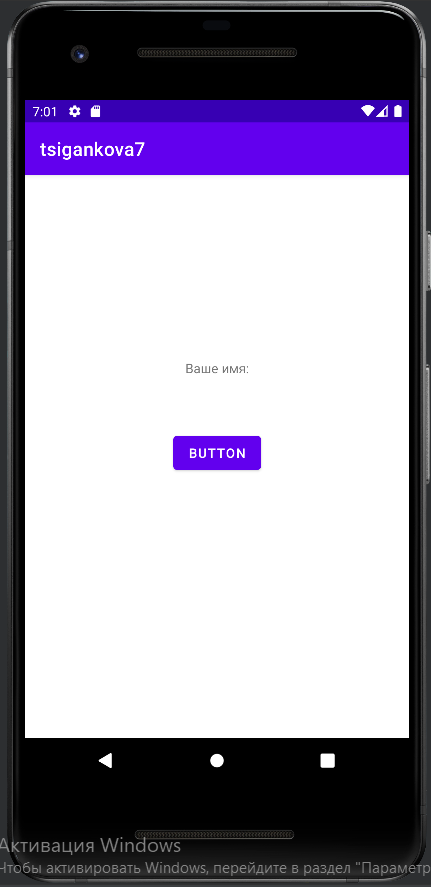 7:01
tsigankova7
Ваше имя:
BUTTON
Активация Windows
Чтобы активировать Windows, перейдите в раздел "Параметр